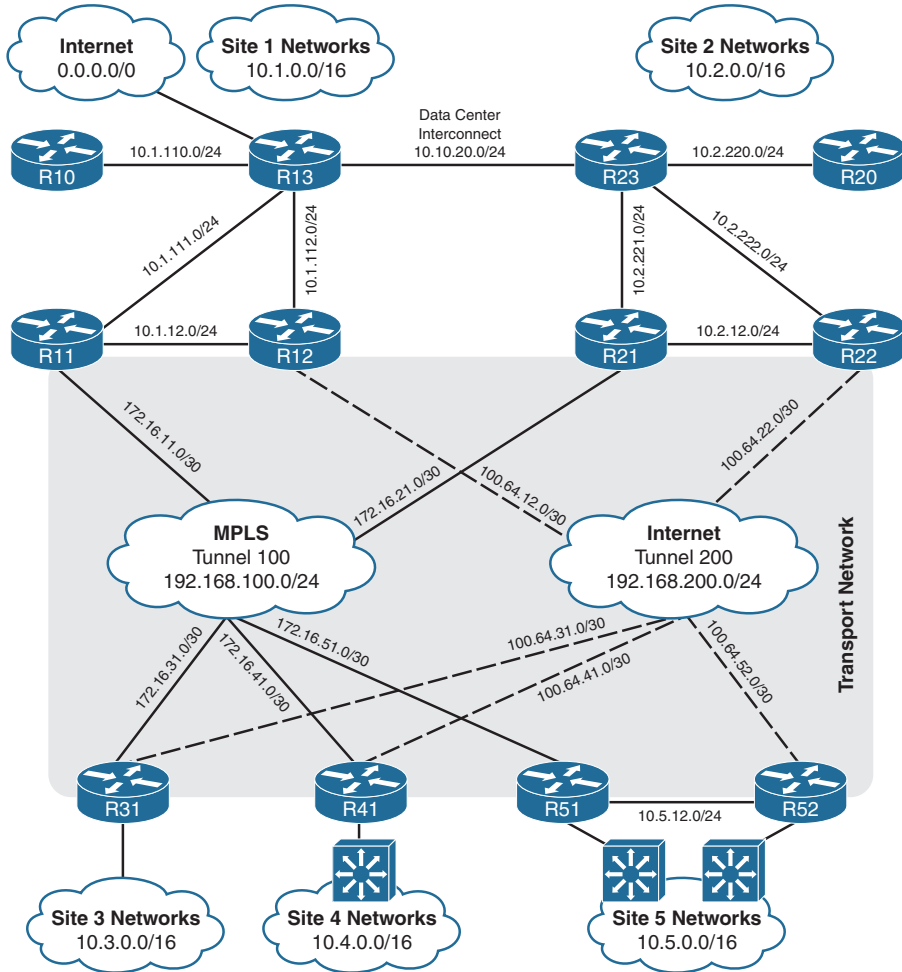 Internet
0.0.0.0/0
Site 1 Networks
10.1.0.0/16
Site 2 Networks
10.2.0.0/16
Data Center
Interconnect
10.10.20.0/24
10.1.110.0/24
10.2.220.0/24
R10
R13
R23
R20
10.1.111.0/24
10.1.112.0/24
10.2.221.0/24
10.2.222.0/24
10.1.12.0/24
10.2.12.0/24
R11
R12
R21
R22
172.16.11.0/30
172.16.21.0/30
100.64.12.0/30
100.64.22.0/30
MPLS
Tunnel 100
192.168.100.0/24
Internet
Tunnel 200
192.168.200.0/24
Transport Network
172.16.31.0/30
172.16.41.0/30
172.16.51.0/30
100.64.31.0/30
100.64.41.0/30
100.64.52.0/30
R31
R41
R51
R52
10.5.12.0/24
Site 3 Networks
10.3.0.0/16
Site 4 Networks
10.4.0.0/16
Site 5 Networks
10.5.0.0/16